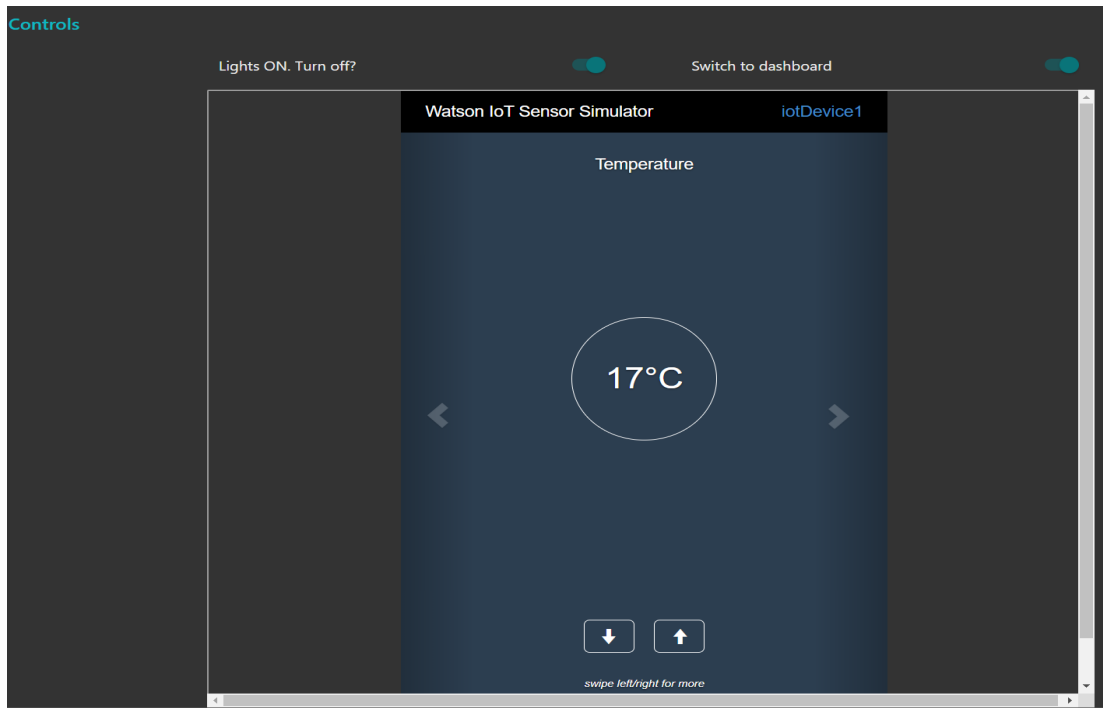 Controls
Lights ON. Turn off? Switch to dashboard
Watson IoT Sensor Simulator iotDevice1
Temperature
17°C
swipe left/right for more